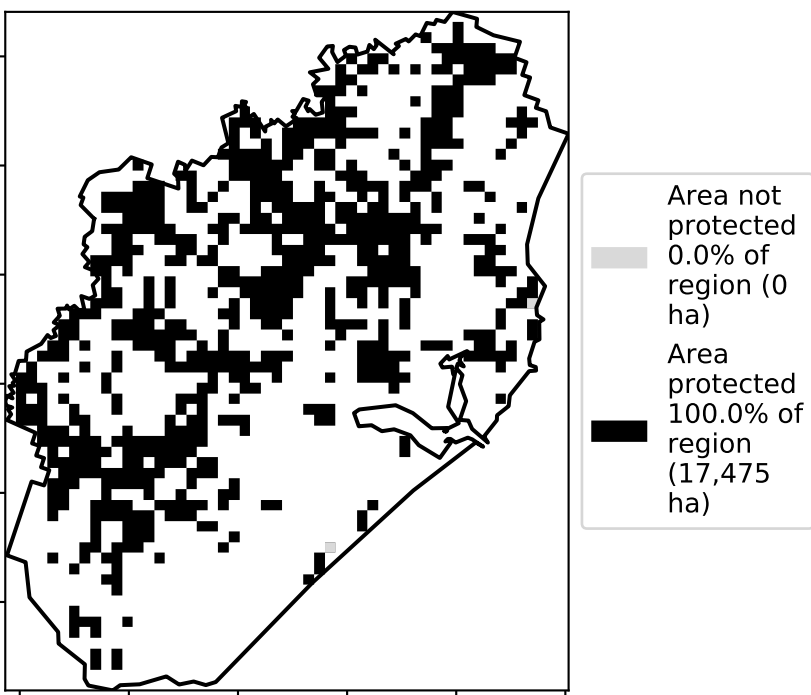 Area not
protected
0.0% of
region (0
ha)
Area
protected
100.0% of
region
(17,475
ha)